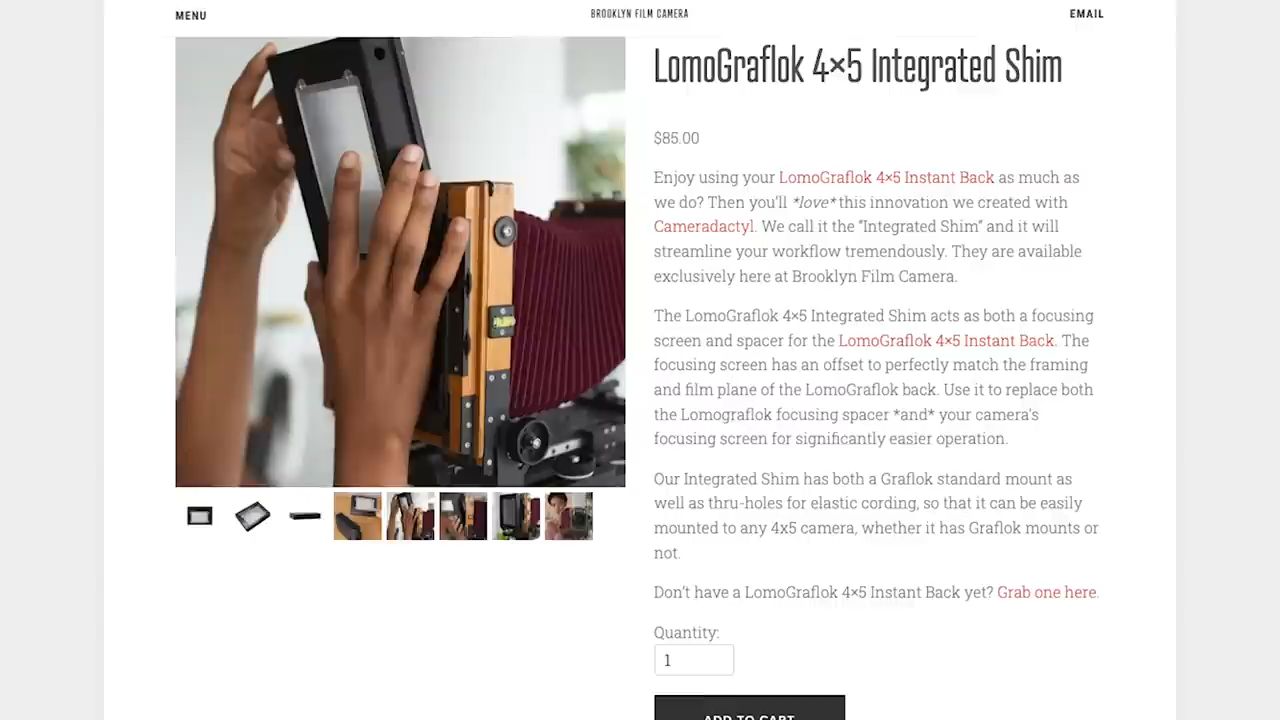 MENU
BROOKLYN FILM CAMERA
EMAIL
LomoGraflok 4×5 Integrated Shim
$85.00
Enjoy using your LomoGraflok 4×5 Instant Back as much as
we do? Then you'll *love* this innovation we created with
Cameradactyl. We call it the "Integrated Shim" and it will
streamline your workflow tremendously. They are available
exclusively here at Brooklyn Film Camera.
The LomoGraflok 4×5 Integrated Shim acts as both a focusing
screen and spacer for the LomoGraflok 4×5 Instant Back. The
focusing screen has an offset to perfectly match the framing
and film plane of the LomoGraflok back. Use it to replace both
the Lomograflok focusing spacer *and* your camera's
focusing screen for significantly easier operation.
Our Integrated Shim has both a Graflok standard mount as
well as thru-holes for elastic cording, so that it can be easily
mounted to any 4x5 camera, whether it has Graflok mounts or
not.
Don't have a LomoGraflok 4×5 Instant Back yet? Grab one here.
Quantity:
1
ADD TO CART